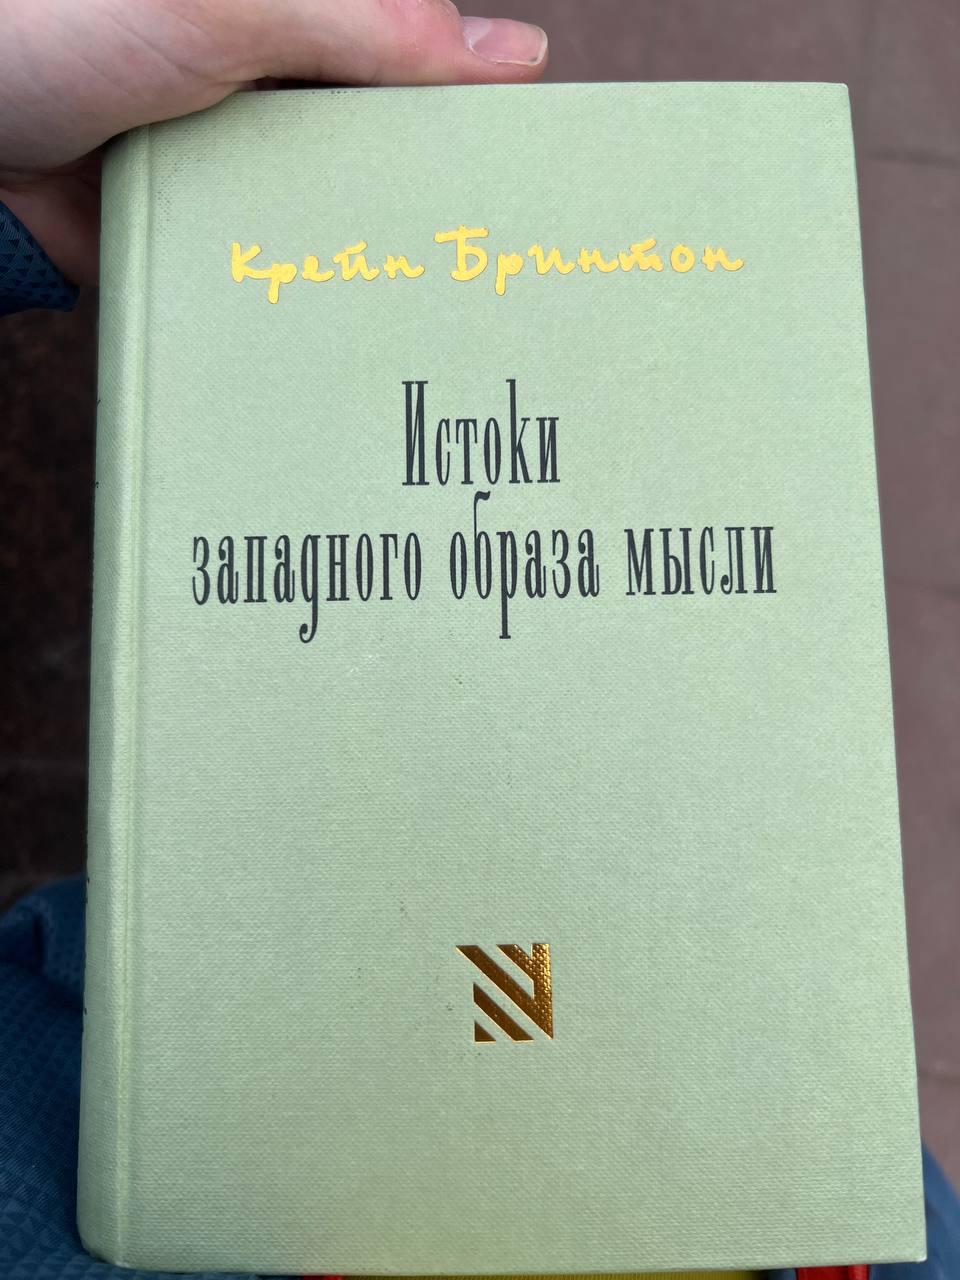 Крейн Бринтон
Истоки
западного образа мысли